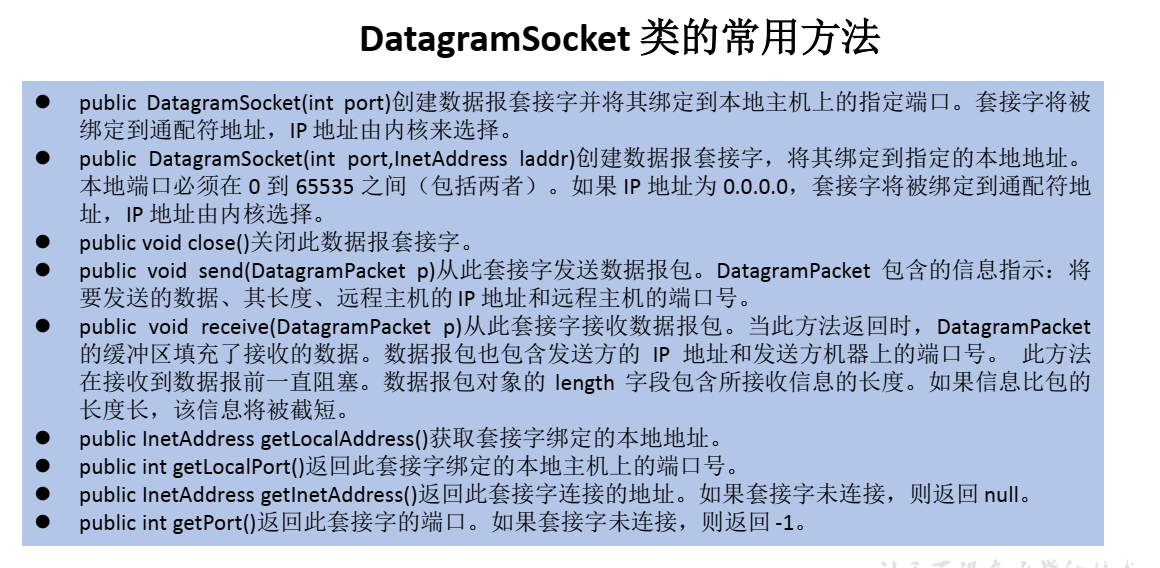 DatagramSocket 类的常用方法
● public DatagramSocket(int port)创建数据报套接字并将其绑定到本地主机上的指定端口。套接字将被
绑定到通配符地址，IP 地址由内核来选择。
● public DatagramSocket(int port,InetAddress laddr)创建数据报套接字，将其绑定到指定的本地地址。
本地端口必须在 0 到 65535 之间（包括两者）。如果 IP 地址为 0.0.0.0，套接字将被绑定到通配符地
址，IP 地址由内核选择。
● public void close()关闭此数据报套接字。
● public void send(DatagramPacket p)从此套接字发送数据报包。DatagramPacket 包含的信息指示：将
要发送的数据、其长度、远程主机的 IP 地址和远程主机的端口号。
● public void receive(DatagramPacket p)从此套接字接收数据报包。当此方法返回时，DatagramPacket
的缓冲区填充了接收的数据。数据报包也包含发送方的 IP 地址和发送方机器上的端口号。 此方法
在接收到数据报前一直阻塞。数据报包对象的 length 字段包含所接收信息的长度。如果信息比包的
长度长，该信息将被截短。
● public InetAddress getLocalAddress()获取套接字绑定的本地地址。
● public int getLocalPort()返回此套接字绑定的本地主机上的端口号。
● public InetAddress getInetAddress()返回此套接字连接的地址。如果套接字未连接，则返回 null。
● public int getPort()返回此套接字的端口。如果套接字未连接，则返回 -1。